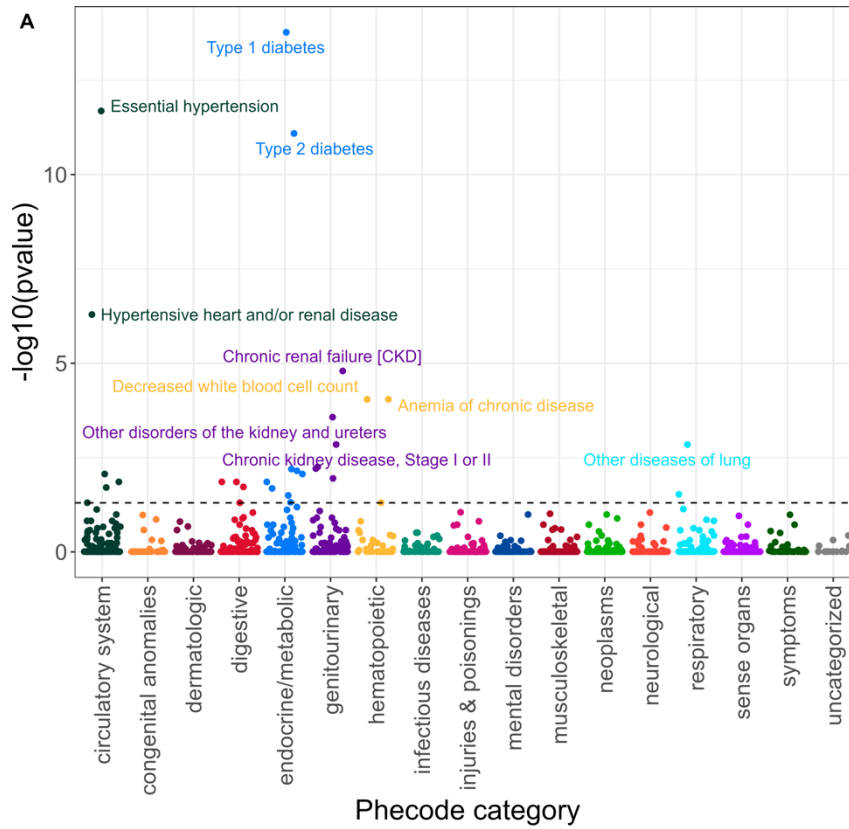 A
Type 1 diabetes
Essential hypertension
Type 2 diabetes
10
Hypertensive heart and/or renal disease
Chronic renal failure [CKD]
5
Decreased white blood cell count
Anemia of chronic disease
Other disorders of the kidney and ureters
Chronic kidney disease, Stage I or II
Other diseases of lung
0
-log10(pvalue)
circulatory system
congenital anomalies
dermatologic
digestive
endocrine/metabolic
genitourinary
hematopoietic
infectious diseases
injuries & poisonings
mental disorders
musculoskeletal
neoplasms
neurological
respiratory
sense organs
symptoms
uncategorized
Phecode category